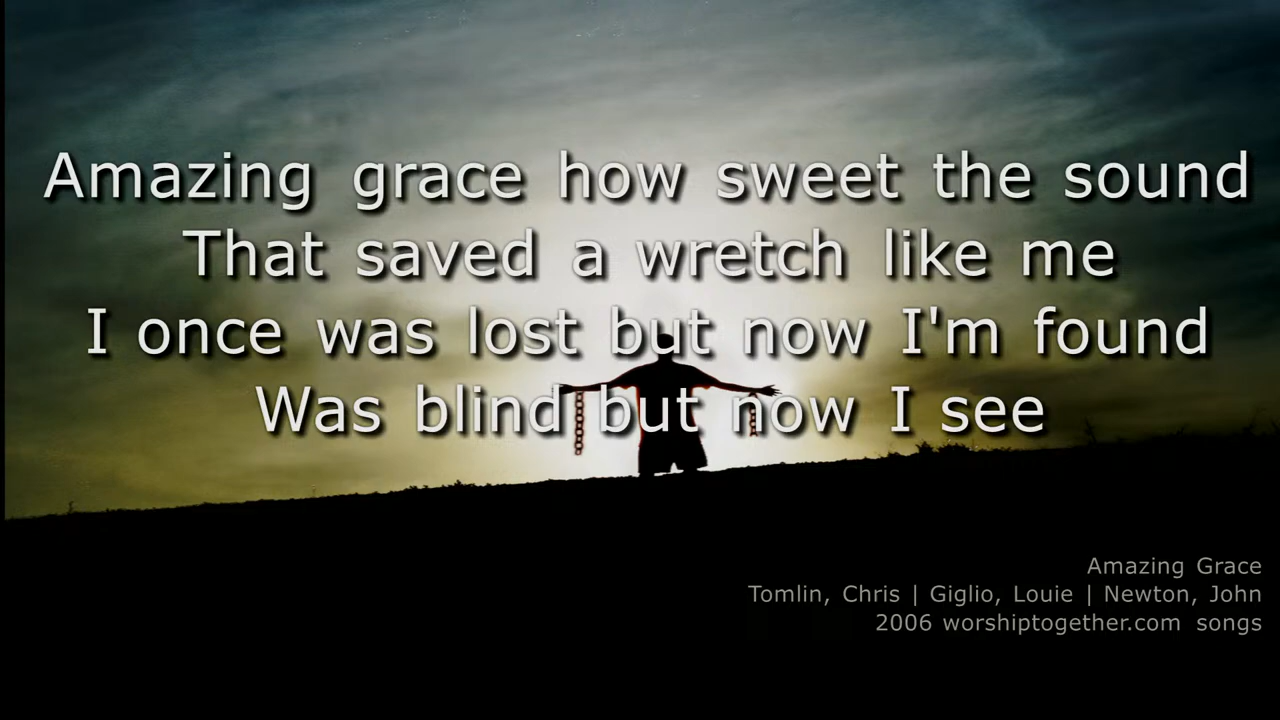 Amazing grace how sweet the sound
That saved a wretch like me
I once was lost but now I'm found
Was blind but now I see
Amazing Grace
Tomlin, Chris | Giglio, Louie | Newton, John
2006 worshiptogether.com songs